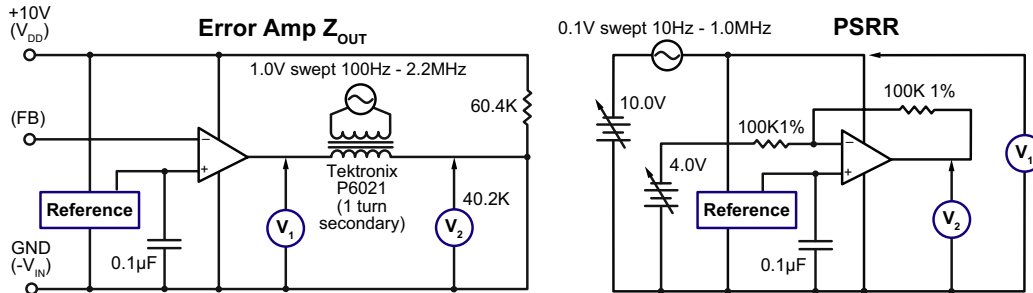 Error Amp ZOUT
+10V
(VDD)
1.0V swept 100Hz - 2.2MHz
60.4K
(FB)
−
+
Tektronix
P6021
(1 turn
secondary)
40.2K
Reference
V1
V2
GND
(-VIN)
0.1µF
PSRR
0.1V swept 10Hz - 1.0MHz
100K 1%
10.0V
100K1%
4.0V
−
+
V1
Reference
V2
0.1µF